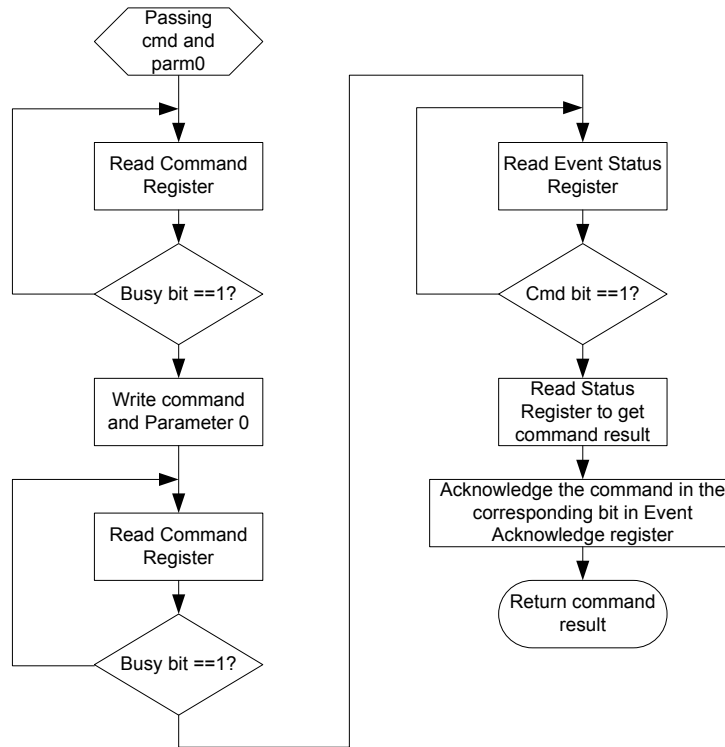 Passing
cmd and
parm0
Read Command
Register
Busy bit ==1?
Write command
and Parameter 0
Read Command
Register
Busy bit ==1?
Read Event Status
Register
Cmd bit ==1?
Read Status
Register to get
command result
Acknowledge the command in the
corresponding bit in Event
Acknowledge register
Return command
result